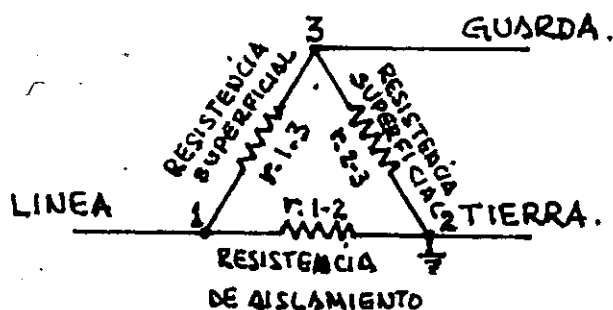 3 GUARDA.
RESISTENCIA
SUPERFICIAL
r.1-3
RESISTENCIA
SUPERFICIAL
r.2-3
LINEA 1 r.1-2 2 TIERRA.
RESISTENCIA
DE AISLAMIENTO